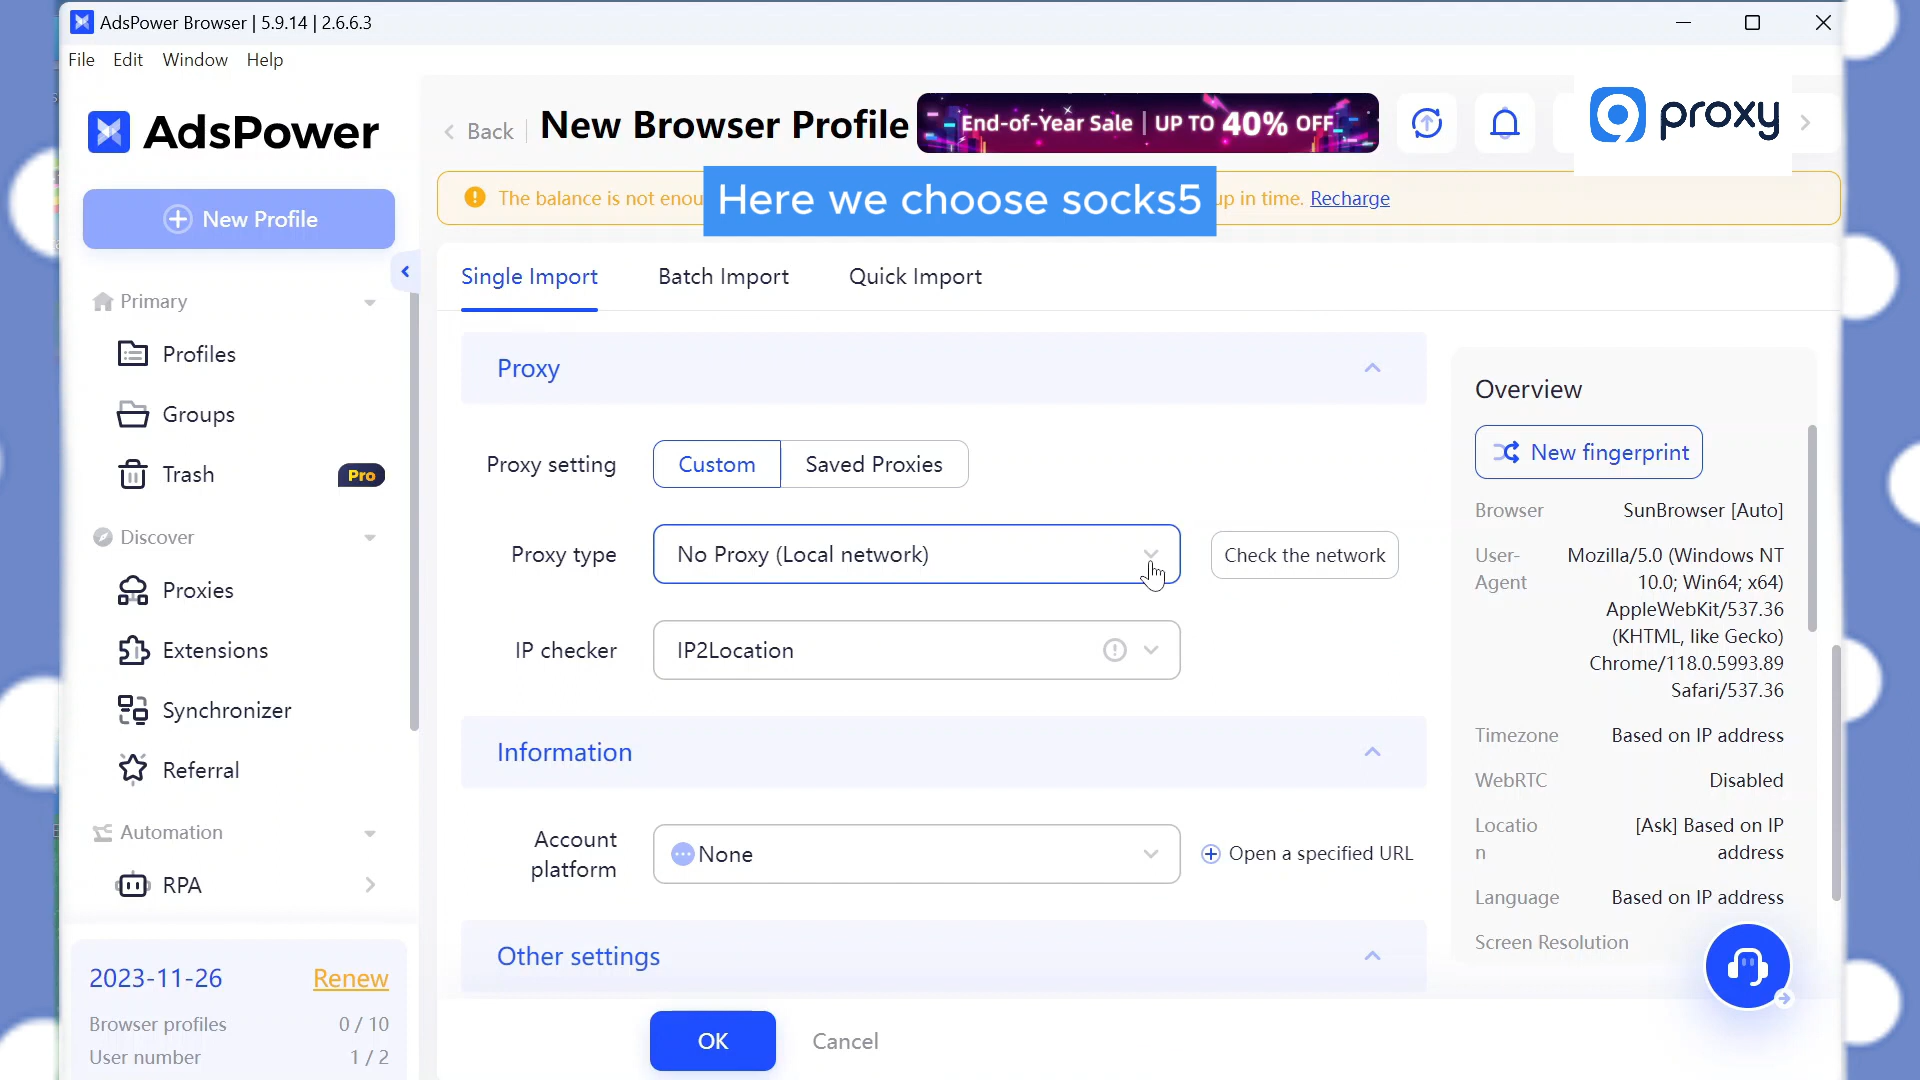 AdsPower Browser | 5.9.14 | 2.6.6.3
File Edit Window Help
AdsPower
Back
New Browser Profile
End-of-Year Sale | UP TO 40% OFF
proxy
New Profile
The balance is not enou
Here we choose socks5
up in time. Recharge
Single Import
Batch Import
Quick Import
Primary
Profiles
Groups
Trash
Pro
Discover
Proxies
Extensions
Synchronizer
Referral
Automation
RPA
2023-11-26
Renew
Browser profiles 0 / 10
User number 1 / 2
Proxy
Proxy setting
Custom
Saved Proxies
Proxy type
No Proxy (Local network)
Check the network
IP checker
IP2Location
Information
Account
platform
None
Open a specified URL
Other settings
OK
Cancel
Overview
New fingerprint
Browser SunBrowser [Auto]
User- Mozilla/5.0 (Windows NT
Agent 10.0; Win64; x64)
AppleWebKit/537.36
(KHTML, like Gecko)
Chrome/118.0.5993.89
Safari/537.36
Timezone Based on IP address
WebRTC Disabled
Locatio [Ask] Based on IP
n address
Language Based on IP address
Screen Resolution